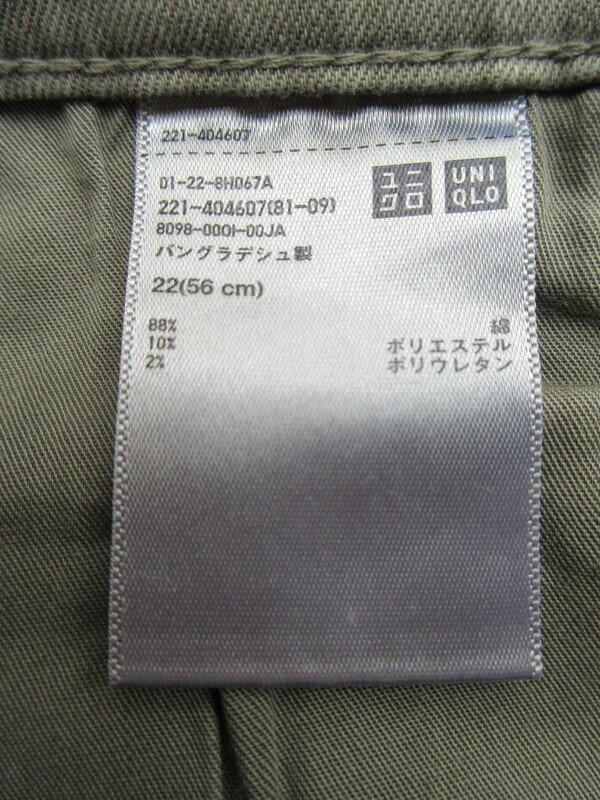 221-404607
01-22-8H067A
221-404607(81-09)
8098-0001-00JA
バングラデシュ製
22(56 cm)
88% 綿
10% ポリエステル
2% ポリウレタン
ユニ
クロ
UNI
QLO